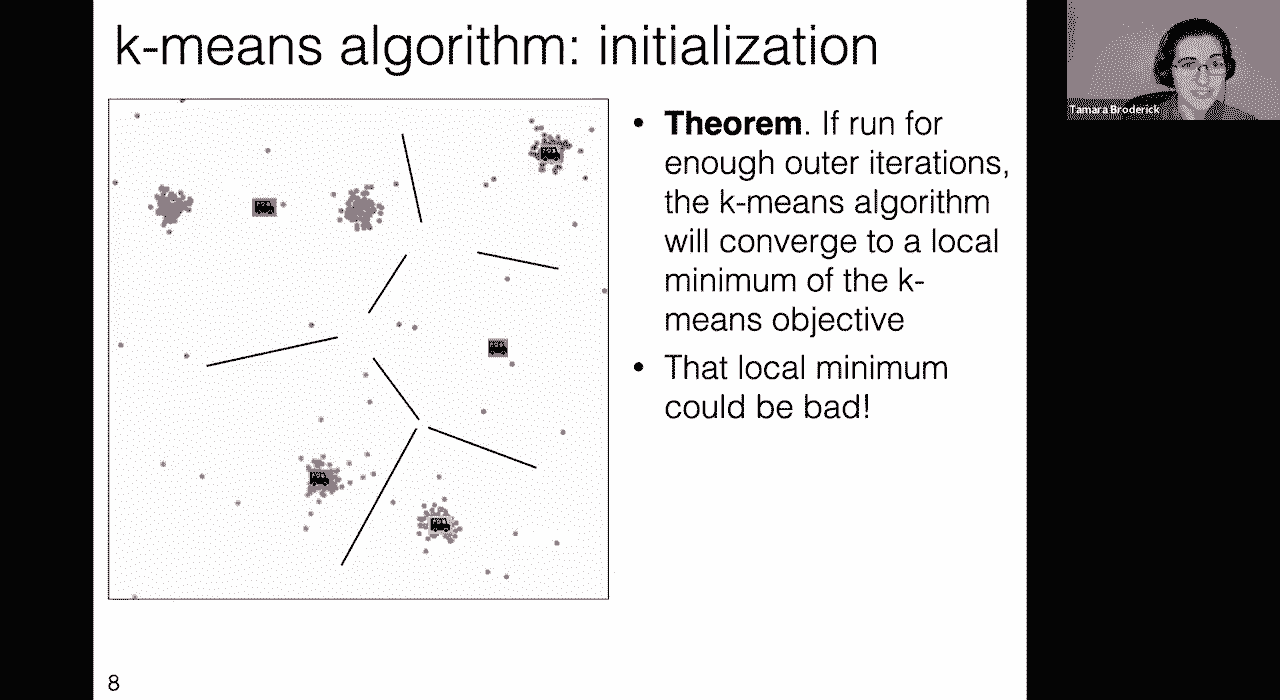 k-means algorithm: initialization
Tamara Broderick
• Theorem. If run for
enough outer iterations,
the k-means algorithm
will converge to a local
minimum of the k-
means objective
• That local minimum
could be bad!
8